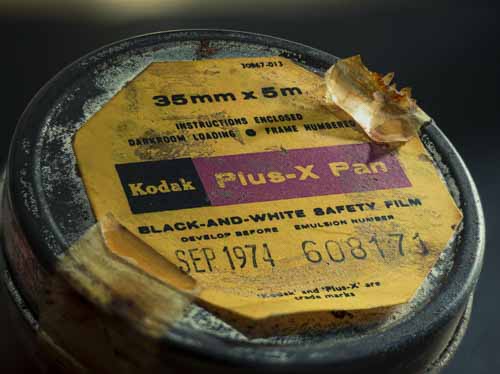 30867-013
35mm x 5m
INSTRUCTIONS ENCLOSED
DARKROOM LOADING ● FRAME NUMBERED
Kodak Plus-X Pan
BLACK-AND-WHITE SAFETY FILM
DEVELOP BEFORE EMULSION NUMBER
SEP 1974 608171
'Kodak' and 'Plus-X' are
trade marks